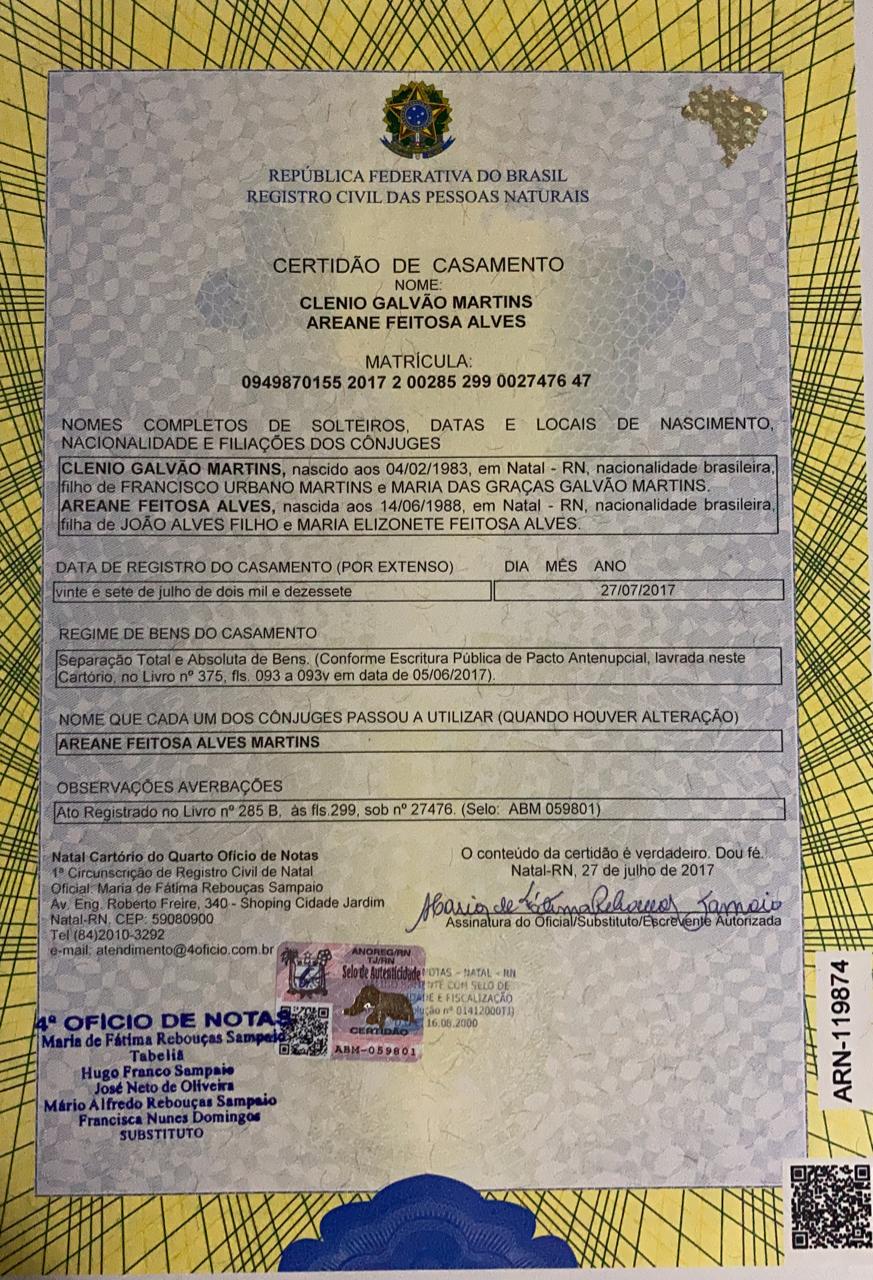 REPÚBLICA FEDERATIVA DO BRASIL
REGISTRO CIVIL DAS PESSOAS NATURAIS
CERTIDÃO DE CASAMENTO
NOME:
CLENIO GALVÃO MARTINS
AREANE FEITOSA ALVES
MATRÍCULA:
0949870155 2017 2 00285 299 0027476 47
NOMES COMPLETOS DE SOLTEIROS, DATAS E LOCAIS DE NASCIMENTO,
NACIONALIDADE E FILIAÇÕES DOS CÔNJUGES
CLENIO GALVÃO MARTINS, nascido aos 04/02/1983, em Natal - RN, nacionalidade brasileira,
filho de FRANCISCO URBANO MARTINS e MARIA DAS GRAÇAS GALVÃO MARTINS.
AREANE FEITOSA ALVES, nascida aos 14/06/1988, em Natal - RN, nacionalidade brasileira,
filha de JOÃO ALVES FILHO e MARIA ELIZONETE FEITOSA ALVES.
DATA DE REGISTRO DO CASAMENTO (POR EXTENSO) DIA MÊS ANO
vinte e sete de julho de dois mil e dezessete 27/07/2017
REGIME DE BENS DO CASAMENTO
Separação Total e Absoluta de Bens. (Conforme Escritura Pública de Pacto Antenupcial, lavrada neste
Cartório, no Livro nº 375, fls. 093 a 093v em data de 05/06/2017).
NOME QUE CADA UM DOS CÔNJUGES PASSOU A UTILIZAR (QUANDO HOUVER ALTERAÇÃO)
AREANE FEITOSA ALVES MARTINS
OBSERVAÇÕES AVERBAÇÕES
Ato Registrado no Livro nº 285 B, às fls.299, sob nº 27476. (Selo: ABM 059801)
Natal Cartório do Quarto Ofício de Notas
1ª Circunscrição de Registro Civil de Natal
Oficial: Maria de Fátima Rebouças Sampaio
Av. Eng. Roberto Freire, 340 - Shoping Cidade Jardim
Natal-RN. CEP: 59080900
Tel (84)2010-3292
e-mail: atendimento@4oficio.com.br
O conteúdo da certidão é verdadeiro. Dou fé.
Natal-RN, 27 de julho de 2017
Maria de Fátima Rebouças Sampaio
Assinatura do Oficial/Substituto/Escrevente Autorizada
ANOREG/RN
TJ/RN
Selo de Autenticidade
CERTIDÃO
ABM-059801
NOTAS - NATAL - RN
COM SELO DE
E FISCALIZAÇÃO
nº 01412000TJ)
16.08.2000
4º OFÍCIO DE NOTAS
Maria de Fátima Rebouças Sampaio
Tabeliã
Hugo Franco Sampaio
José Neto de Oliveira
Mário Alfredo Rebouças Sampaio
Francisca Nunes Domingos
SUBSTITUTO
ARN-119874